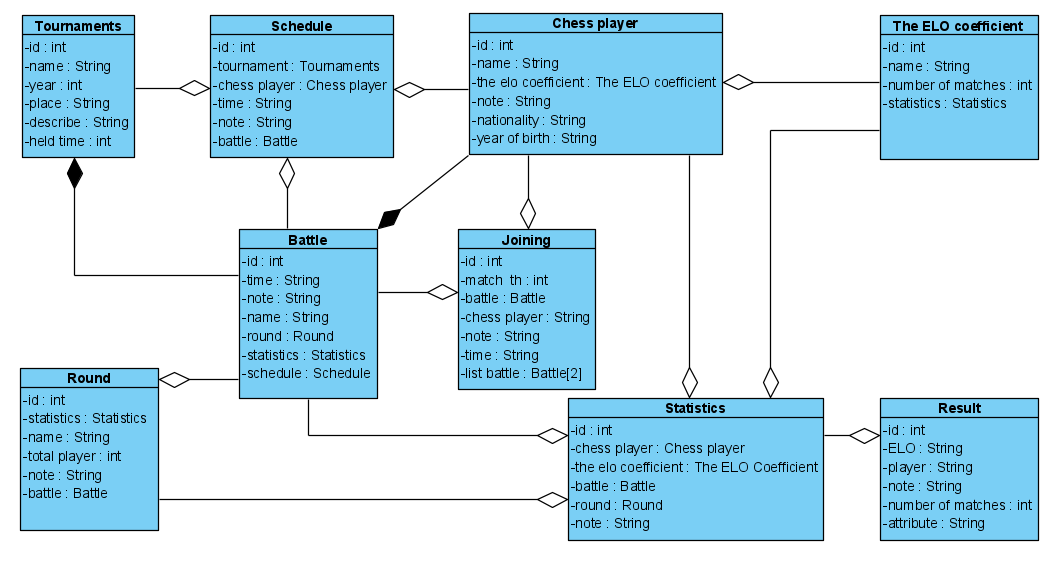 Tournaments
-id : int
-name : String
-year : int
-place : String
-describe : String
-held time : int
Schedule
-id : int
-tournament : Tournaments
-chess player : Chess player
-time : String
-note : String
-battle : Battle
Chess player
-id : int
-name : String
-the elo coefficient : The ELO coefficient
-note : String
-nationality : String
-year of birth : String
The ELO coefficient
-id : int
-name : String
-number of matches : int
-statistics : Statistics
Battle
-id : int
-time : String
-note : String
-name : String
-round : Round
-statistics : Statistics
-schedule : Schedule
Joining
-id : int
-match th : int
-battle : Battle
-chess player : String
-note : String
-time : String
-list battle : Battle[2]
Round
-id : int
-statistics : Statistics
-name : String
-total player : int
-note : String
-battle : Battle
Statistics
-id : int
-chess player : Chess player
-the elo coefficient : The ELO Coefficient
-battle : Battle
-round : Round
-note : String
Result
-id : int
-ELO : String
-player : String
-note : String
-number of matches : int
-attribute : String